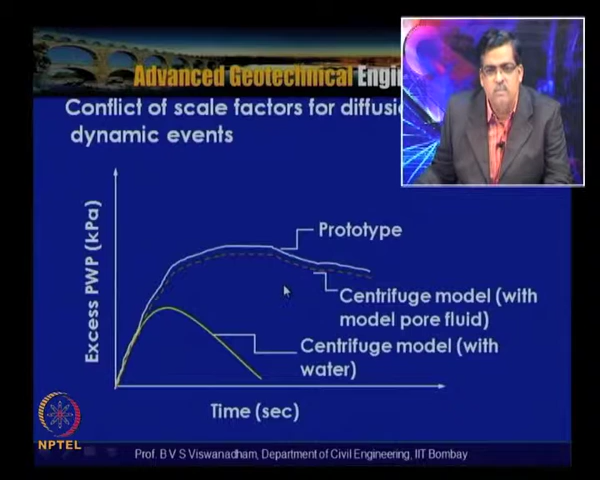 Advanced Geotechnical Engi
Conflict of scale factors for diffusi
dynamic events
Excess PWP (kPa)
Prototype
Centrifuge model (with
model pore fluid)
Centrifuge model (with
water)
Time (sec)
NPTEL
Prof. B V S Viswanadham, Department of Civil Engineering, IIT Bombay